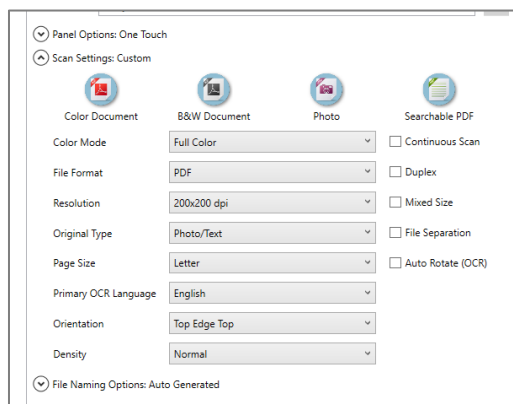 Panel Options: One Touch
Scan Settings: Custom
Color Document B&W Document Photo Searchable PDF
Color Mode Full Color Continuous Scan
File Format PDF Duplex
Resolution 200x200 dpi Mixed Size
Original Type Photo/Text File Separation
Page Size Letter Auto Rotate (OCR)
Primary OCR Language English
Orientation Top Edge Top
Density Normal
File Naming Options: Auto Generated